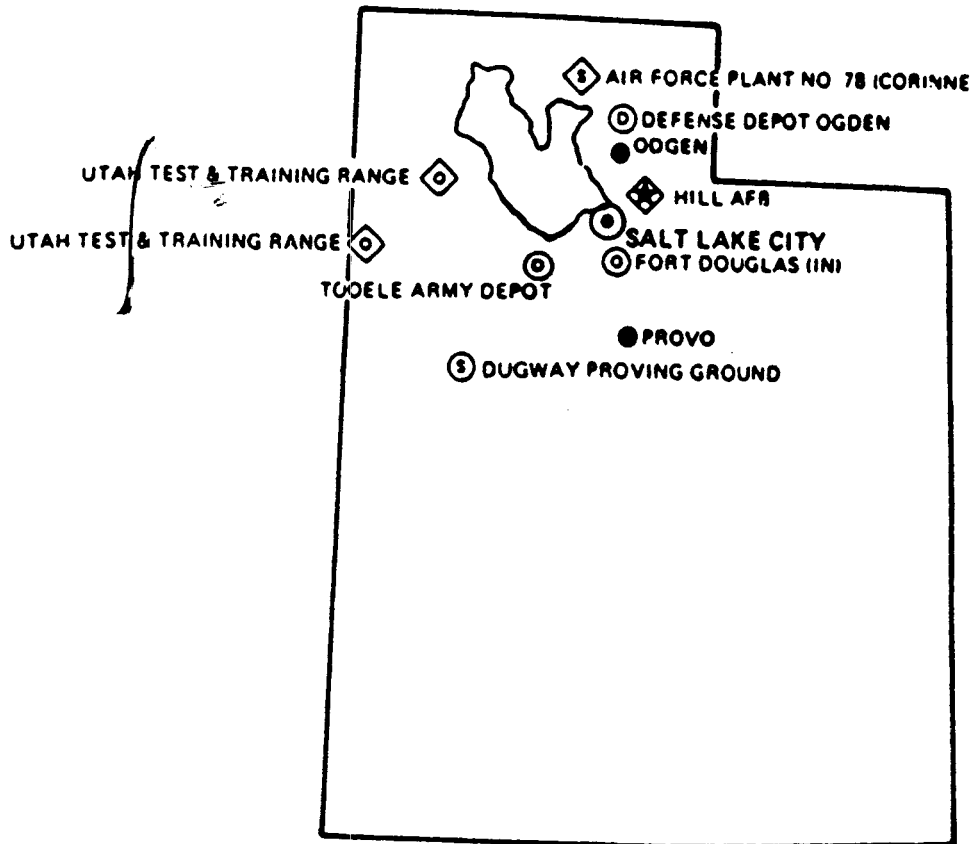 S AIR FORCE PLANT NO 78 (CORINNE
D DEFENSE DEPOT OGDEN
ODGEN
UTAH TEST & TRAINING RANGE
HILL AFB
UTAH TEST & TRAINING RANGE
SALT LAKE CITY
FORT DOUGLAS (IN)
TOOELE ARMY DEPOT
PROVO
S DUGWAY PROVING GROUND